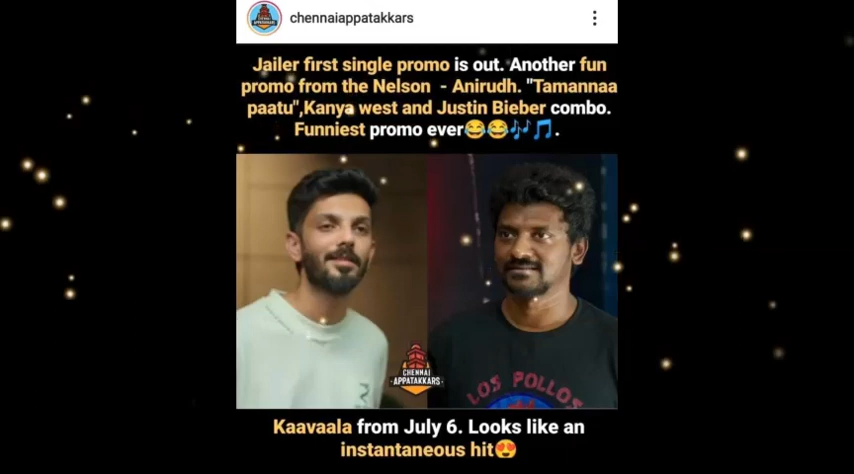 chennaiappatakkars
Jailer first single promo is out. Another fun
promo from the Nelson - Anirudh. "Tamannaa
paatu",Kanya west and Justin Bieber combo.
Funniest promo ever😂😂🎶🎵.
CHENNAI
APPATAKKARS
LOS POLLOS
Kaavaala from July 6. Looks like an
instantaneous hit😍